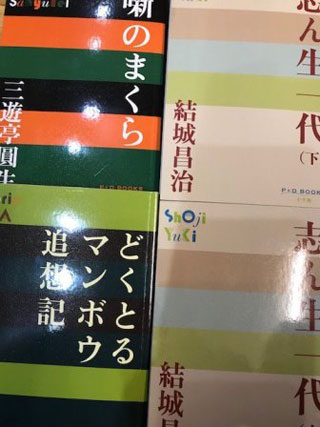 SanyuTei
噺のまくら
三遊亭圓生
P+D BOOKS
志ん生一代
(下)
結城昌治
P+D BOOKS
どくとる
マンボウ
追想記
Shoji
Yuki
志ん生一代
結城昌